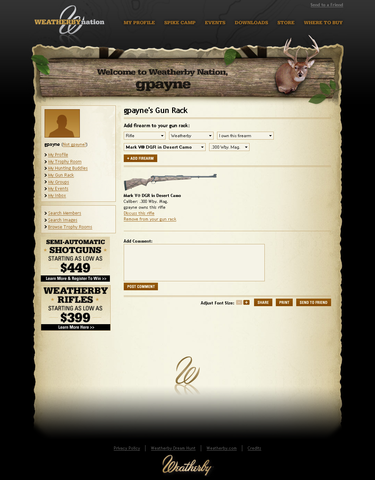 Send to a Friend
WEATHERBY nation
MY PROFILE SPIKE CAMP EVENTS DOWNLOADS STORE WHERE TO BUY
Welcome to Weatherby Nation,
gpayne
gpayne's Gun Rack
Add firearm to your gun rack:
Rifle Weatherby I own this firearm
Mark V® DGR in Desert Camo .300 Wby. Mag.
+ ADD FIREARM
Mark V® DGR in Desert Camo
Caliber: .300 Wby. Mag.
gpayne owns this rifle
Discuss this rifle
Remove from your gun rack
Add Comment:
POST COMMENT
Adjust Font Size: - + SHARE PRINT SEND TO FRIEND
gpayne (Not gpayne?)
My Profile
My Trophy Room
My Hunting Buddies
My Gun Rack
My Groups
My Events
My Inbox
Search Members
Search Images
Browse Trophy Rooms
SEMI-AUTOMATIC
SHOTGUNS
STARTING AS LOW AS
$449
Learn More & Register To Win >>
WEATHERBY
RIFLES
STARTING AS LOW AS
$399
Learn More Here >>
Privacy Policy | Weatherby Dream Hunt | Weatherby.com | Credits
Weatherby